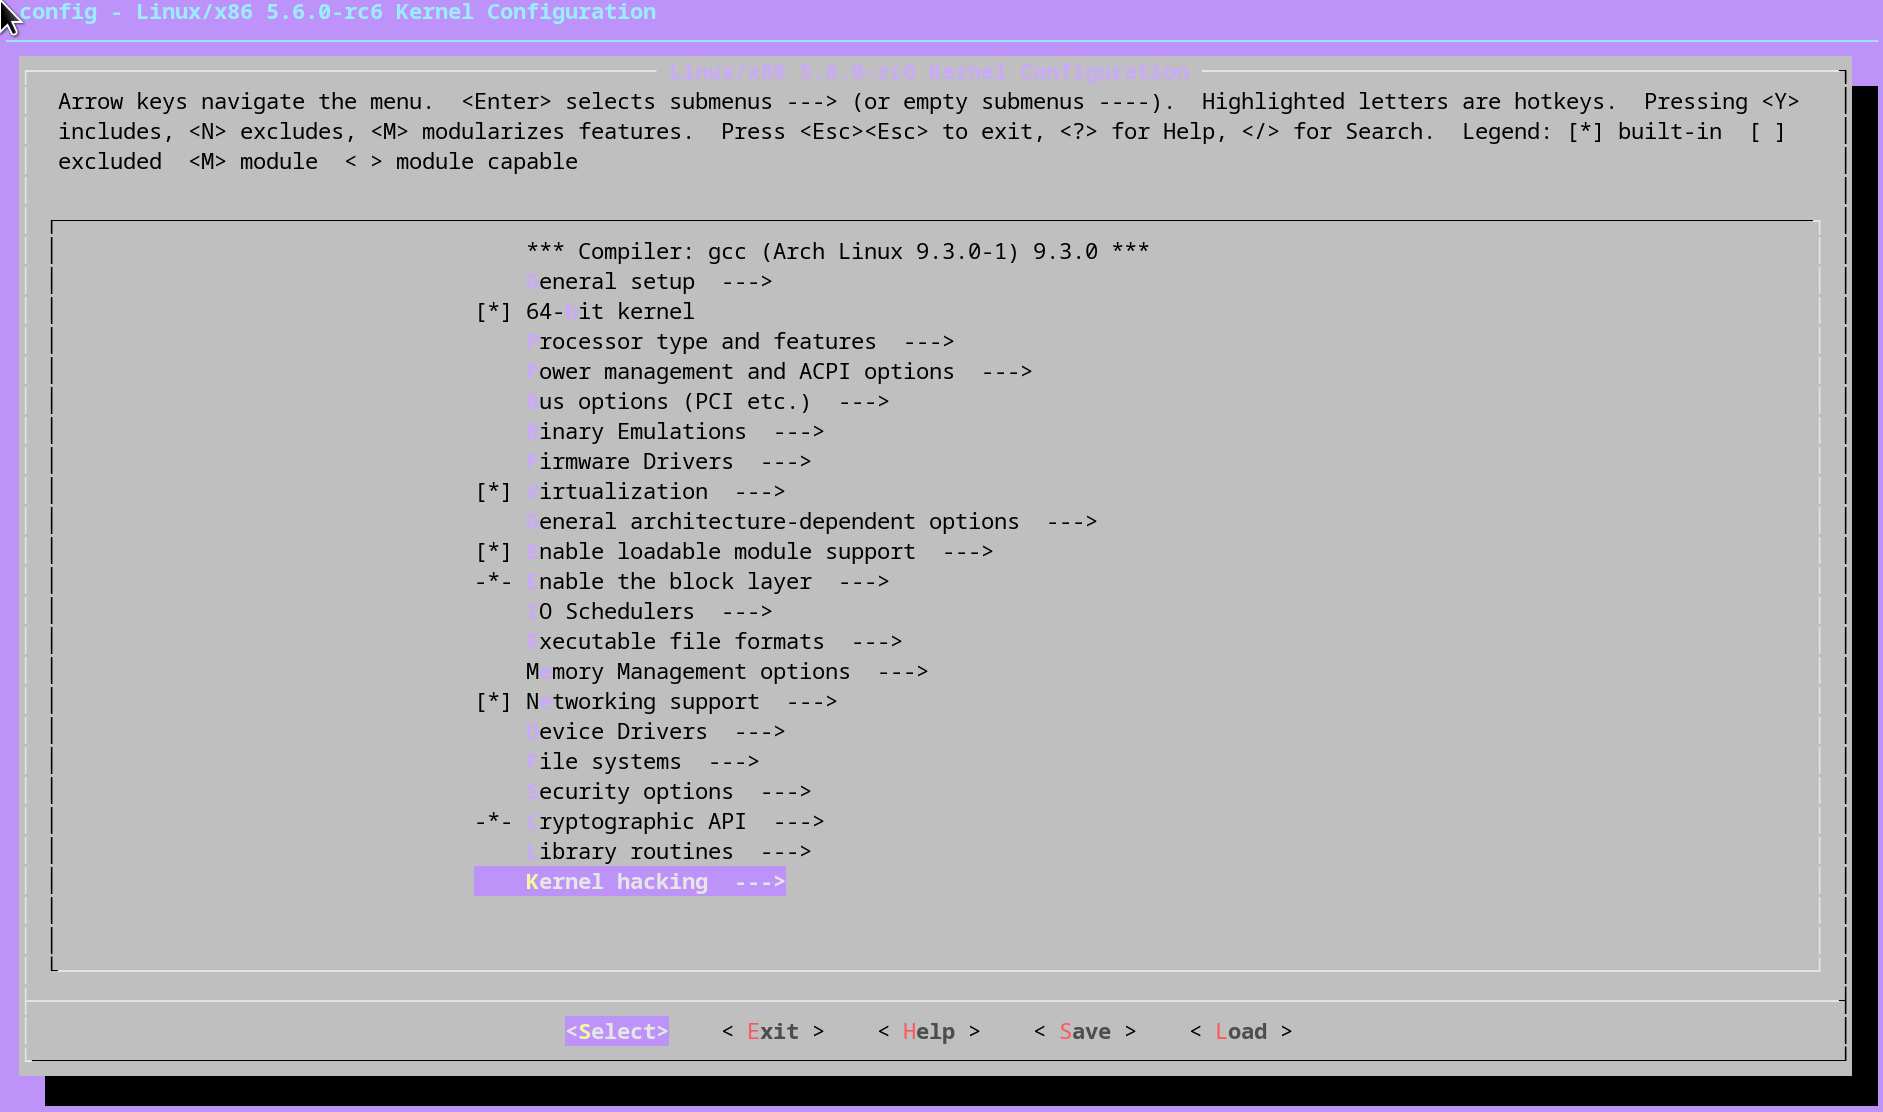 config - Linux/x86 5.6.0-rc6 Kernel Configuration
Linux/x86 5.6.0-rc6 Kernel Configuration
Arrow keys navigate the menu.  <Enter> selects submenus ---> (or empty submenus ----).  Highlighted letters are hotkeys.  Pressing <Y>
includes, <N> excludes, <M> modularizes features.  Press <Esc><Esc> to exit, <?> for Help, </> for Search.  Legend: [*] built-in  [ ]
excluded  <M> module  < > module capable
*** Compiler: gcc (Arch Linux 9.3.0-1) 9.3.0 ***
General setup  --->
[*] 64-bit kernel
Processor type and features  --->
Power management and ACPI options  --->
Bus options (PCI etc.)  --->
Binary Emulations  --->
Firmware Drivers  --->
[*] Virtualization  --->
General architecture-dependent options  --->
[*] Enable loadable module support  --->
-*- Enable the block layer  --->
IO Schedulers  --->
Executable file formats  --->
Memory Management options  --->
[*] Networking support  --->
Device Drivers  --->
File systems  --->
Security options  --->
-*- Cryptographic API  --->
Library routines  --->
Kernel hacking  --->
<Select>    < Exit >    < Help >    < Save >    < Load >